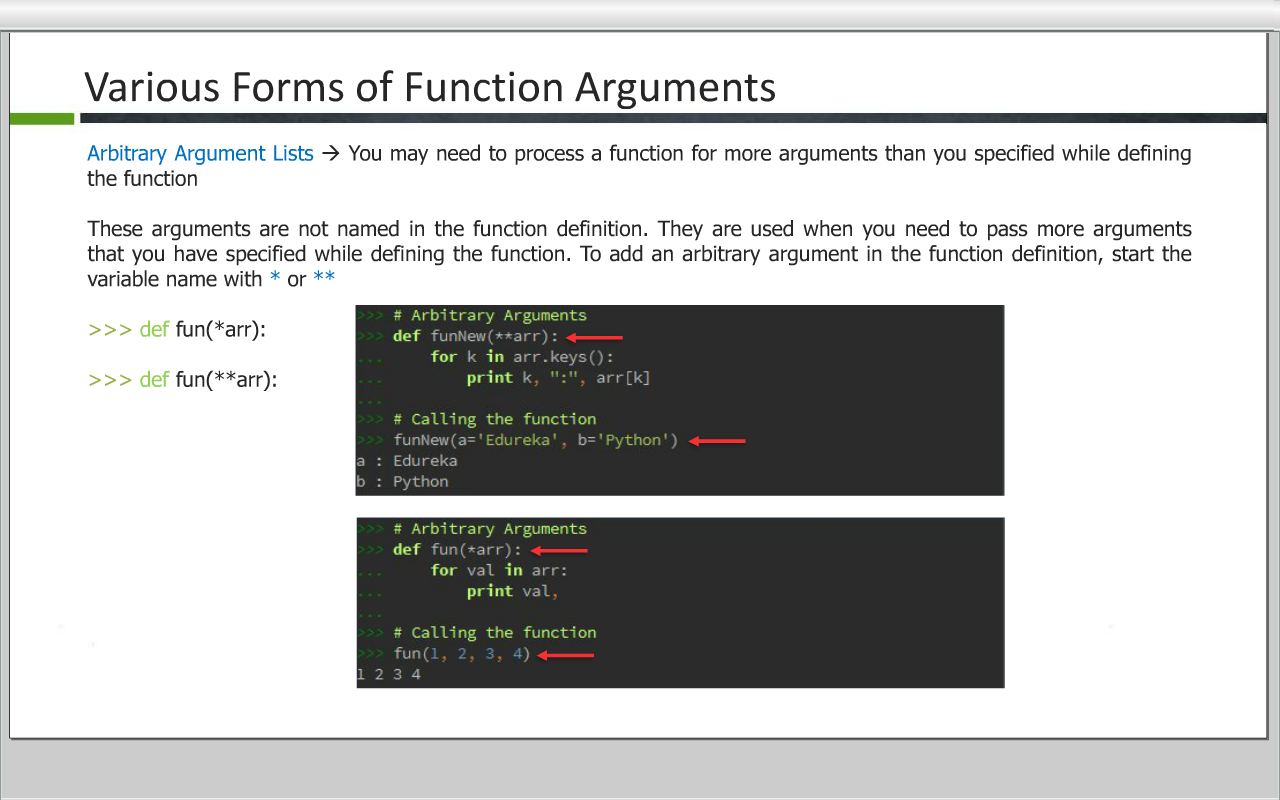 Various Forms of Function Arguments
Arbitrary Argument Lists → You may need to process a function for more arguments than you specified while defining
the function
These arguments are not named in the function definition. They are used when you need to pass more arguments
that you have specified while defining the function. To add an arbitrary argument in the function definition, start the
variable name with * or **
>>> def fun(*arr):
>>> def fun(**arr):
>>> # Arbitrary Arguments
>>> def funNew(**arr):
... for k in arr.keys():
... print k, ":", arr[k]
...
>>> # Calling the function
>>> funNew(a='Edureka', b='Python')
a : Edureka
b : Python
>>> # Arbitrary Arguments
>>> def fun(*arr):
... for val in arr:
... print val,
...
>>> # Calling the function
>>> fun(1, 2, 3, 4)
1 2 3 4